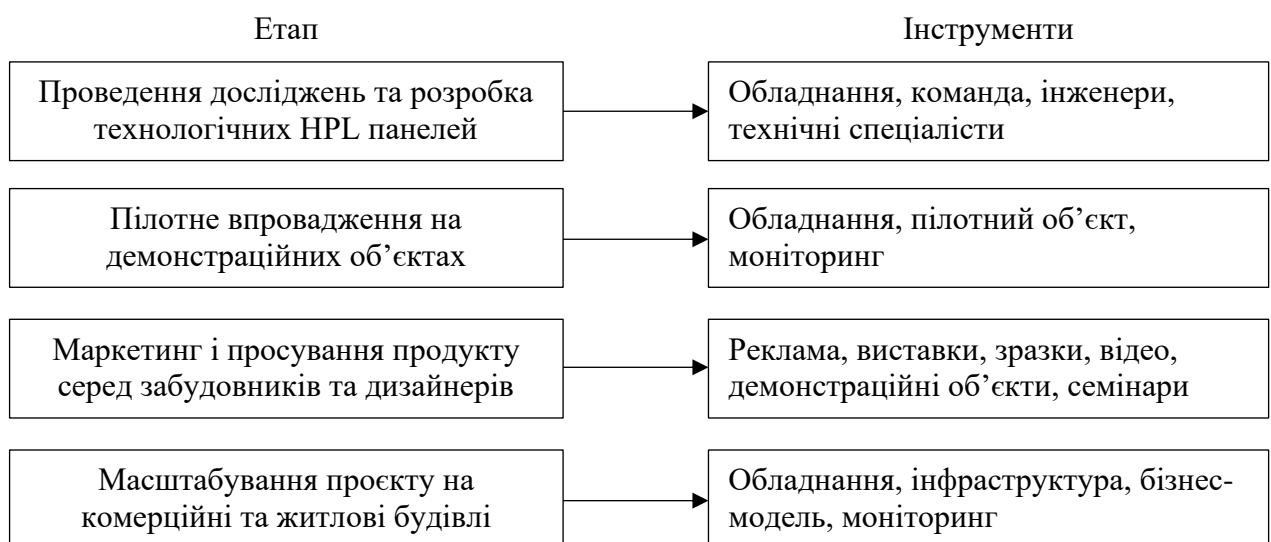 Етап
Інструменти
Проведення досліджень та розробка
технологічних HPL панелей
Обладнання, команда, інженери,
технічні спеціалісти
Пілотне впровадження на
демонстраційних об’єктах
Обладнання, пілотний об’єкт,
моніторинг
Маркетинг і просування продукту
серед забудовників та дизайнерів
Реклама, виставки, зразки, відео,
демонстраційні об’єкти, семінари
Масштабування проєкту на
комерційні та житлові будівлі
Обладнання, інфраструктура, бізнес-
модель, моніторинг